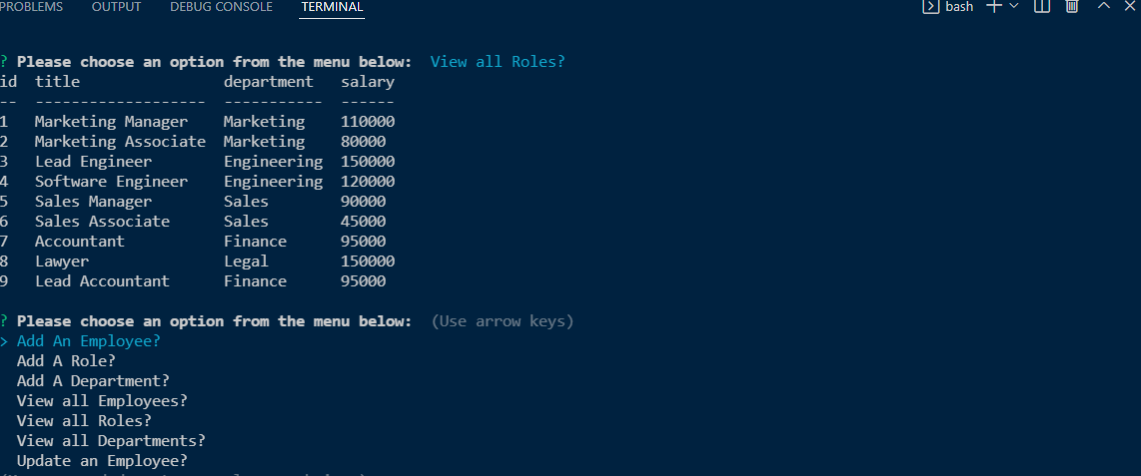 PROBLEMS OUTPUT DEBUG CONSOLE TERMINAL bash
? Please choose an option from the menu below: View all Roles?
id title department salary
-- ------------------- ----------- ------
1 Marketing Manager Marketing 110000
2 Marketing Associate Marketing 80000
3 Lead Engineer Engineering 150000
4 Software Engineer Engineering 120000
5 Sales Manager Sales 90000
6 Sales Associate Sales 45000
7 Accountant Finance 95000
8 Lawyer Legal 150000
9 Lead Accountant Finance 95000
? Please choose an option from the menu below: (Use arrow keys)
> Add An Employee?
Add A Role?
Add A Department?
View all Employees?
View all Roles?
View all Departments?
Update an Employee?